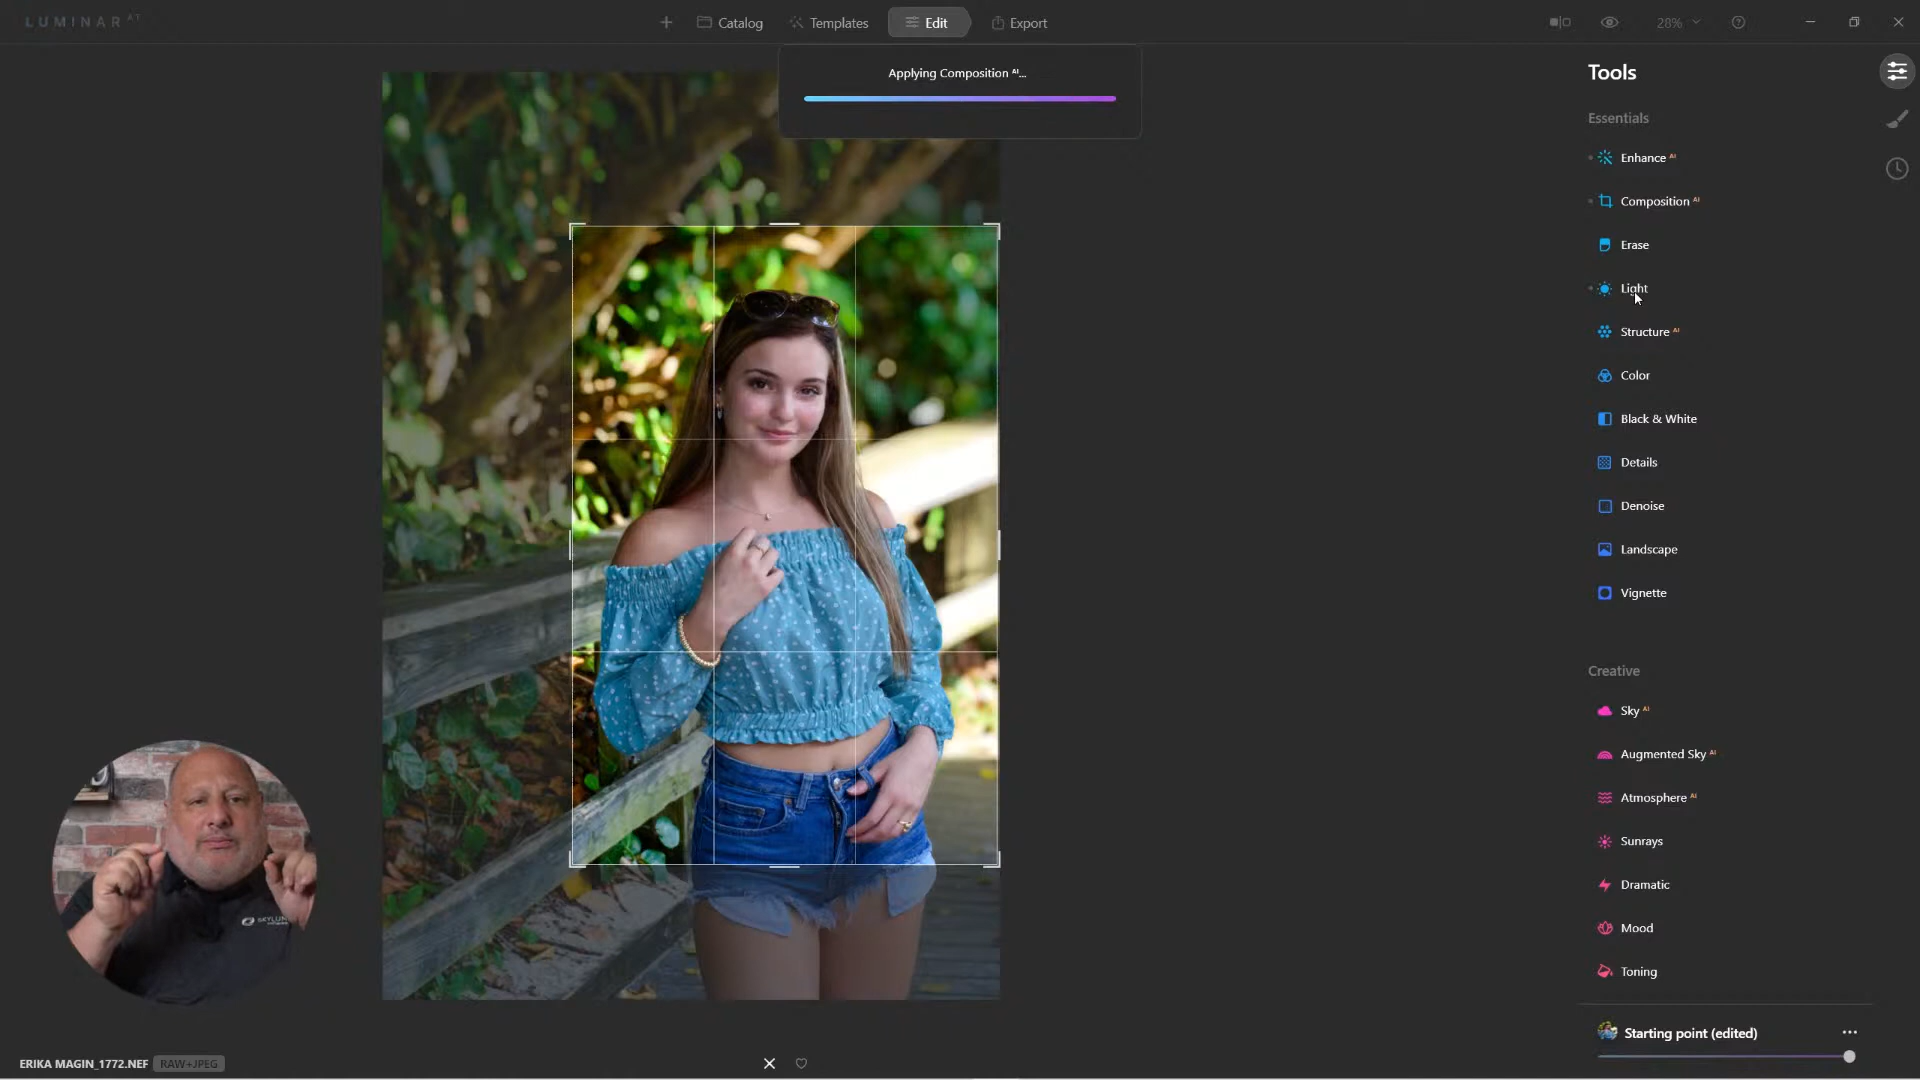 LUMINAR AI
Catalog
Templates
Edit
Export
28%
Applying Composition AI...
Tools
Essentials
Enhance AI
Composition AI
Erase
Light
Structure AI
Color
Black & White
Details
Denoise
Landscape
Vignette
Creative
Sky AI
Augmented Sky AI
Atmosphere AI
Sunrays
Dramatic
Mood
Toning
Starting point (edited)
ERIKA MAGIN_1772.NEF RAW+JPEG